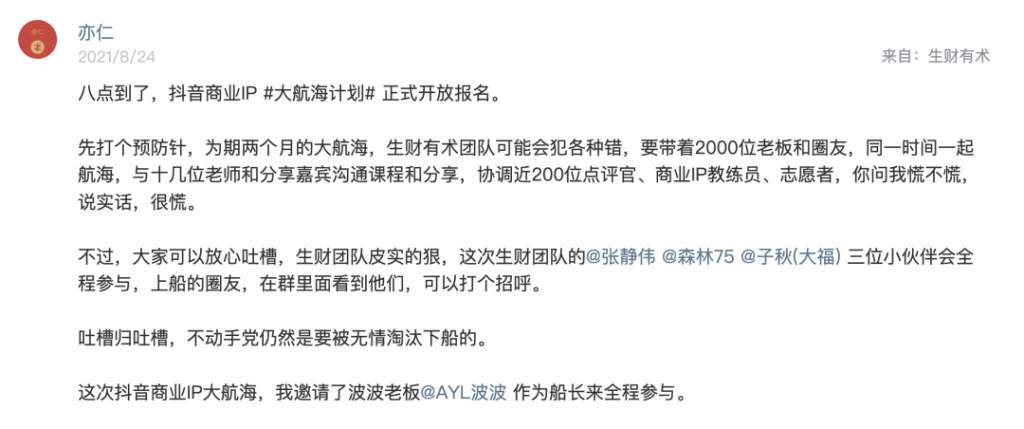 亦仁
2021/8/24
来自：生财有术
八点到了，抖音商业IP #大航海计划# 正式开放报名。
先打个预防针，为期两个月的大航海，生财有术团队可能会犯各种错，要带着2000位老板和圈友，同一时间一起
航海，与十几位老师和分享嘉宾沟通课程和分享，协调近200位点评官、商业IP教练员、志愿者，你问我慌不慌，
说实话，很慌。
不过，大家可以放心吐槽，生财团队皮实的狠，这次生财团队的@张静伟 @森林75 @子秋(大福) 三位小伙伴会全
程参与，上船的圈友，在群里面看到他们，可以打个招呼。
吐槽归吐槽，不动手党仍然是要被无情淘汰下船的。
这次抖音商业IP大航海，我邀请了波波老板@AYL波波 作为船长来全程参与。